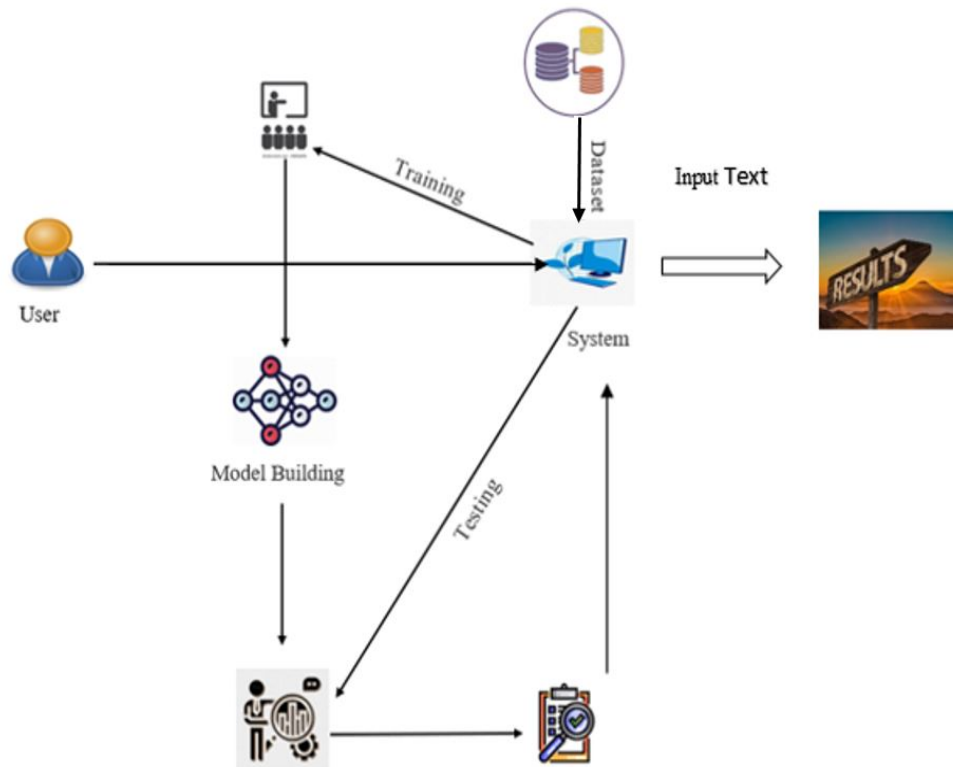 Dataset
Training
Input Text
RESULTS
User
System
Model Building
Testing